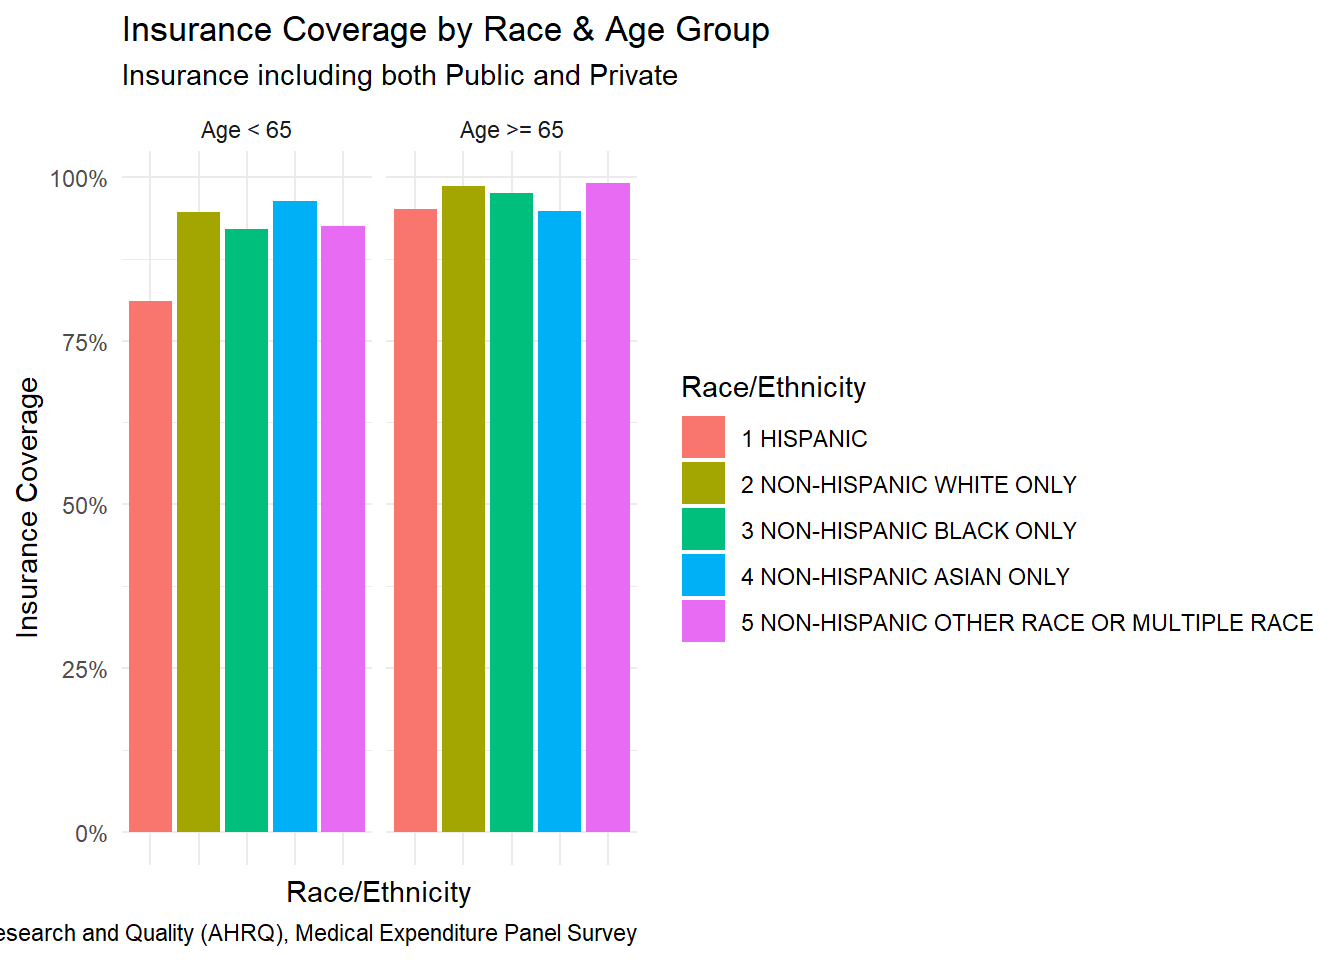 Insurance Coverage by Race & Age Group
Insurance including both Public and Private
Age < 65
Age >= 65
100%
75%
50%
25%
0%
Insurance Coverage
Race/Ethnicity
Race/Ethnicity
1 HISPANIC
2 NON-HISPANIC WHITE ONLY
3 NON-HISPANIC BLACK ONLY
4 NON-HISPANIC ASIAN ONLY
5 NON-HISPANIC OTHER RACE OR MULTIPLE RACE
and Quality (AHRQ), Medical Expenditure Panel Survey